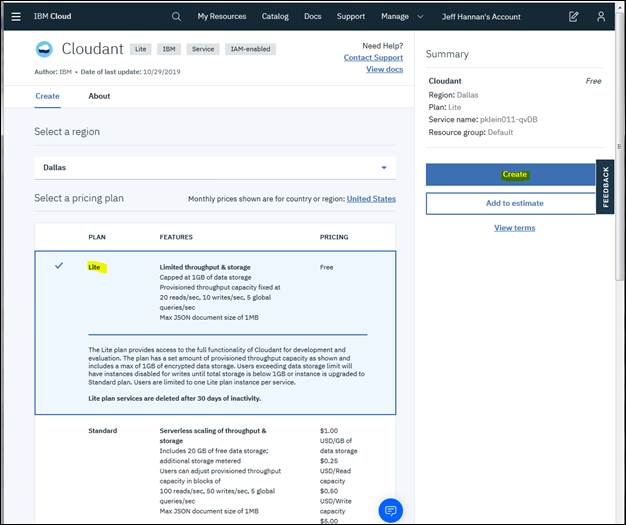 IBM Cloud
My Resources
Catalog
Docs
Support
Manage
Jeff Hannan's Account
Cloudant
Lite
IBM
Service
IAM-enabled
Author: IBM • Date of last update: 10/29/2019
Need Help?
Contact Support
View docs
Create
About
Select a region
Dallas
Select a pricing plan
Monthly prices shown are for country or region: United States
PLAN
FEATURES
PRICING
Lite
Limited throughput & storage
Free
Capped at 1GB of data storage
Provisioned throughput capacity fixed at
20 reads/sec, 10 writes/sec, 5 global
queries/sec
Max JSON document size of 1MB
The Lite plan provides access to the full functionality of Cloudant for development and
evaluation. The plan has a set amount of provisioned throughput capacity as shown and
includes a max of 1GB of encrypted data storage. Users exceeding data storage limit will
have instances disabled for writes until total storage is below 1GB or instance is upgraded to
Standard plan. Users are limited to one Lite plan instance per service.
Lite plan services are deleted after 30 days of inactivity.
Standard
Serverless scaling of throughput &
storage
Includes 20 GB of free data storage;
additional storage metered
Users can adjust provisioned throughput
capacity in blocks of
100 reads/sec, 50 writes/sec, 5 global
queries/sec
Max JSON document size of 1MB
$1.00
USD/GB of
data storage
$0.25
USD/Read
capacity
$0.50
USD/Write
capacity
$5.00
Summary
Cloudant
Free
Region: Dallas
Plan: Lite
Service name: pklein011-qvDB
Resource group: Default
Create
Add to estimate
View terms
FEEDBACK